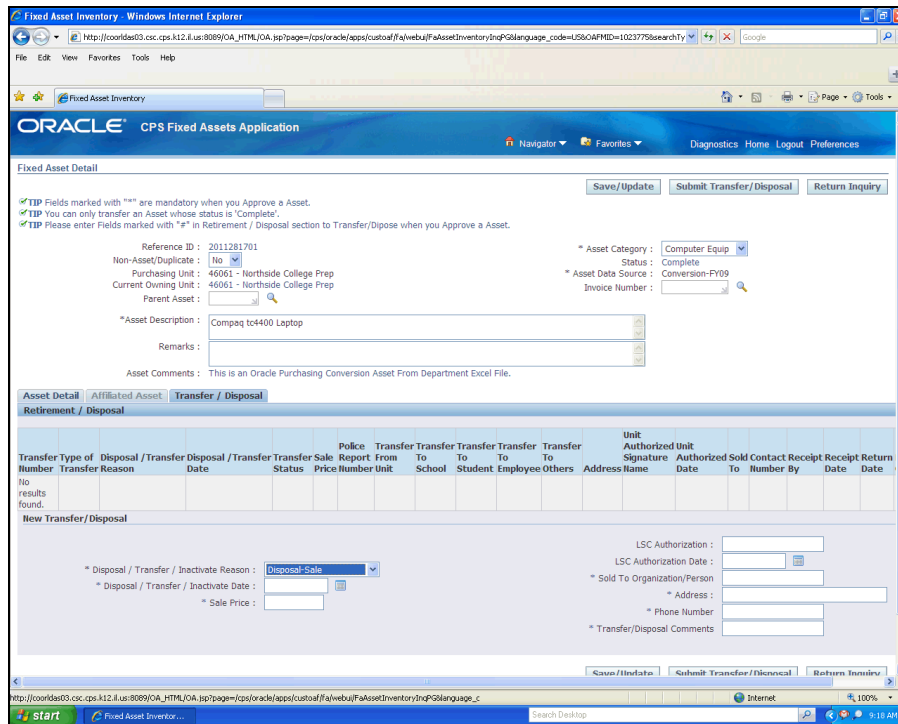 Fixed Asset Inventory - Windows Internet Explorer
http://coorldas03.csc.cps.k12.il.us:8089/OA_HTML/OA.jsp?page=/cps/oracle/apps/custoaf/fa/webui/FaAssetInventoryInqPG&language_code=US&OAFMID=1023775&searchTy
Google
File Edit View Favorites Tools Help
Fixed Asset Inventory
Page Tools
ORACLE CPS Fixed Assets Application
Navigator Favorites Diagnostics Home Logout Preferences
Fixed Asset Detail
Save/Update Submit Transfer/Disposal Return Inquiry
TIP Fields marked with "*" are mandatory when you Approve a Asset.
TIP You can only transfer an Asset whose status is 'Complete'.
TIP Please enter Fields marked with "#" in Retirement / Disposal section to Transfer/Dipose when you Approve a Asset.
Reference ID : 2011281701
Non-Asset/Duplicate : No
Purchasing Unit : 46061 - Northside College Prep
Current Owning Unit : 46061 - Northside College Prep
Parent Asset :
* Asset Category : Computer Equip
Status : Complete
* Asset Data Source : Conversion-FY09
Invoice Number :
*Asset Description : Compaq tc4400 Laptop
Remarks :
Asset Comments : This is an Oracle Purchasing Conversion Asset From Department Excel File.
Asset Detail Affiliated Asset Transfer / Disposal
Retirement / Disposal
Unit
Police Transfer Transfer Transfer Transfer Transfer Authorized Unit
Transfer Type of Disposal /Transfer Disposal /Transfer Transfer Sale Report From To To To To Signature Authorized Sold Contact Receipt Receipt Return
Number Transfer Reason Date Status Price Number Unit School Student Employee Others Address Name Date To Number By Date Date
No
results
found.
New Transfer/Disposal
* Disposal / Transfer / Inactivate Reason : Disposal-Sale
* Disposal / Transfer / Inactivate Date :
* Sale Price :
LSC Authorization :
LSC Authorization Date :
* Sold To Organization/Person
* Address :
* Phone Number
* Transfer/Disposal Comments
Save/Update Submit Transfer/Disposal Return Inquiry
http://coorldas03.csc.cps.k12.il.us:8089/OA_HTML/OA.jsp?page=/cps/oracle/apps/custoaf/fa/webui/FaAssetInventoryInqPG&language_c
Internet 100%
start Fixed Asset Inventor... Search Desktop 9:18 AM